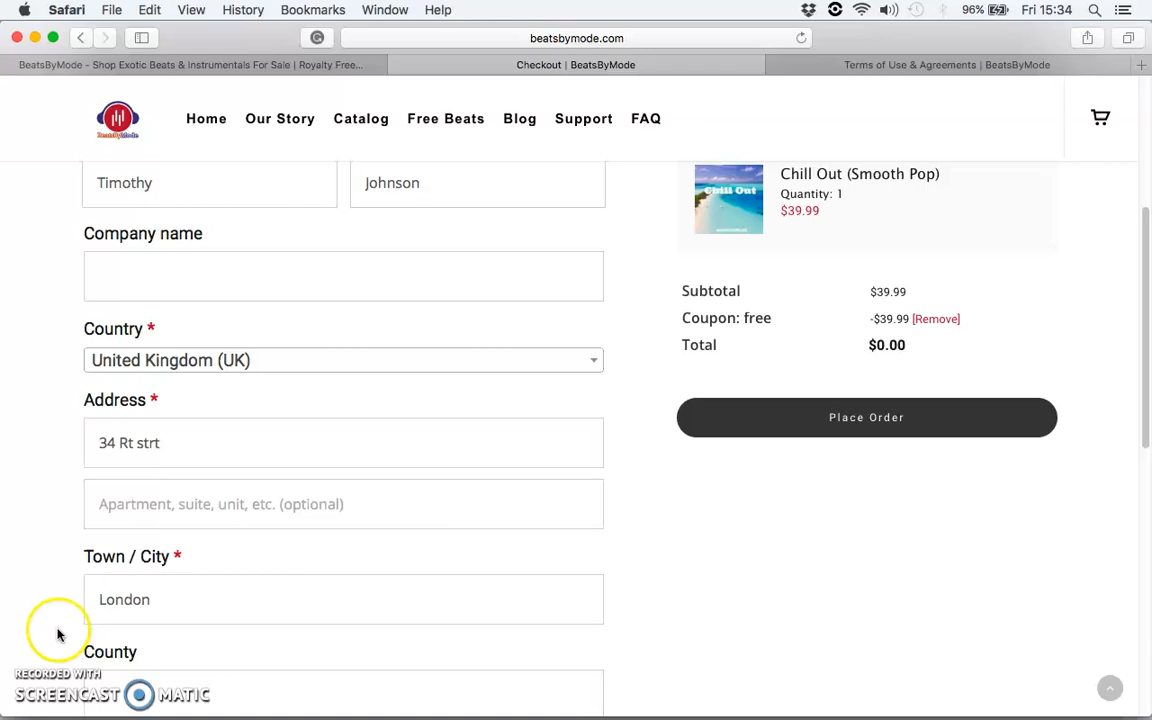 Safari File Edit View History Bookmarks Window Help 96% Fri 15:34
beatsbymode.com
BeatsByMode - Shop Exotic Beats & Instrumentals For Sale | Royalty Free... Checkout | BeatsByMode Terms of Use & Agreements | BeatsByMode
BeatsByMode
Home Our Story Catalog Free Beats Blog Support FAQ
Timothy Johnson
Company name
Country *
United Kingdom (UK)
Address *
34 Rt strt
Apartment, suite, unit, etc. (optional)
Town / City *
London
County
Chill Out
Chill Out (Smooth Pop)
Quantity: 1
$39.99
Subtotal $39.99
Coupon: free -$39.99 [Remove]
Total $0.00
Place Order
RECORDED WITH
SCREENCAST MATIC